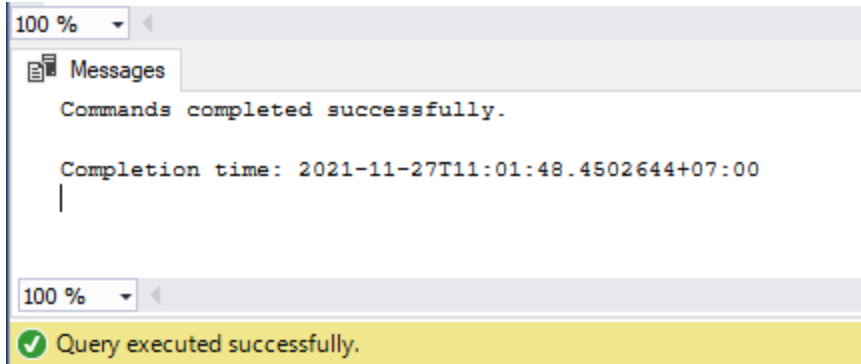 100 %
Messages
Commands completed successfully.
Completion time: 2021-11-27T11:01:48.4502644+07:00
100 %
Query executed successfully.